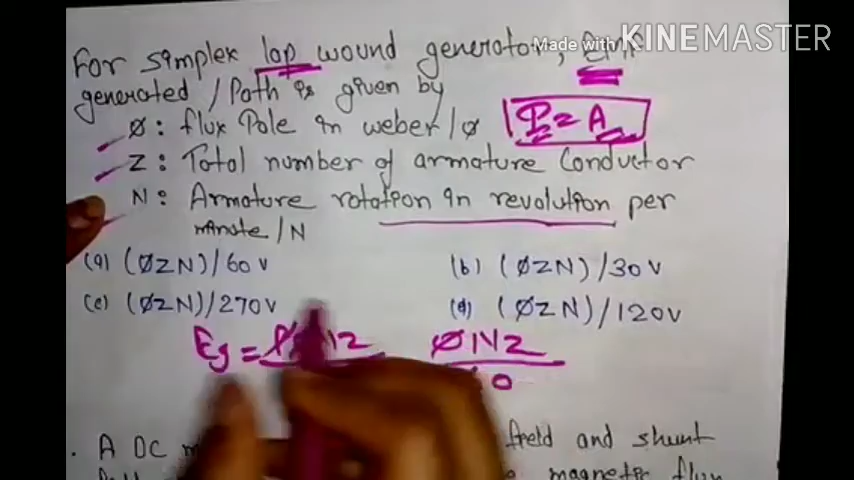 For simplex lap wound generator, EMF
Made with KINEMASTER
generated / Path is given by
Ø : flux Pole in weber / Ø P = A
Z : Total number of armature Conductor
N : Armature rotation in revolution per
minute / N
(a) (ØZN)/60 V (b) (ØZN)/30 V
(c) (ØZN)/270V (d) (ØZN)/120V
Eg = ØNZ
field and shunt
A DC
magnetic flux